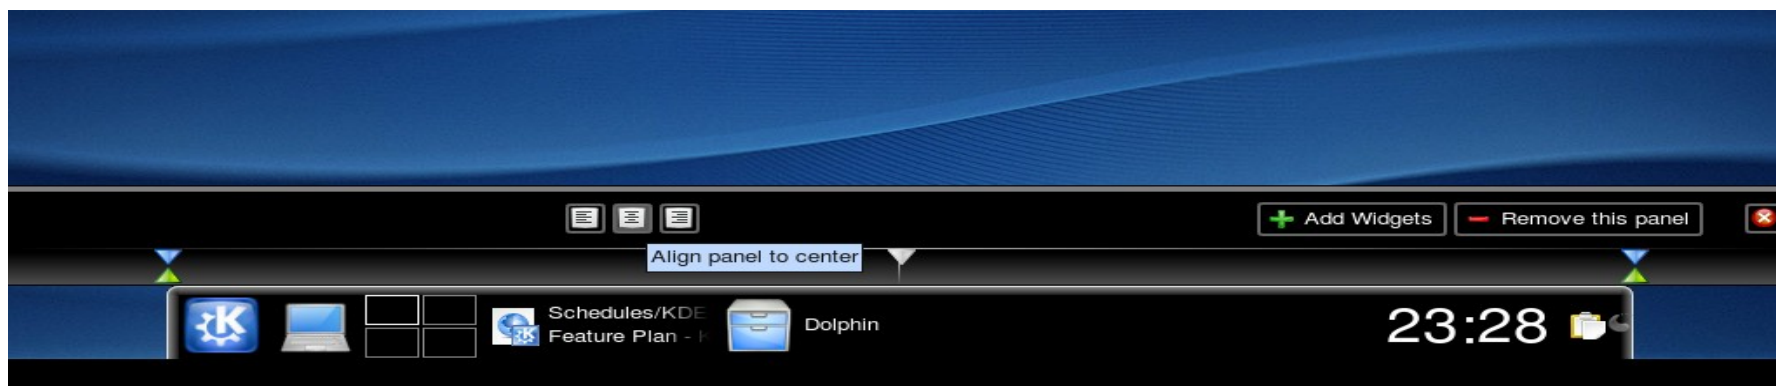 Add Widgets
Remove this panel
Align panel to center
Schedules/KDE
Feature Plan -
Dolphin
23:28